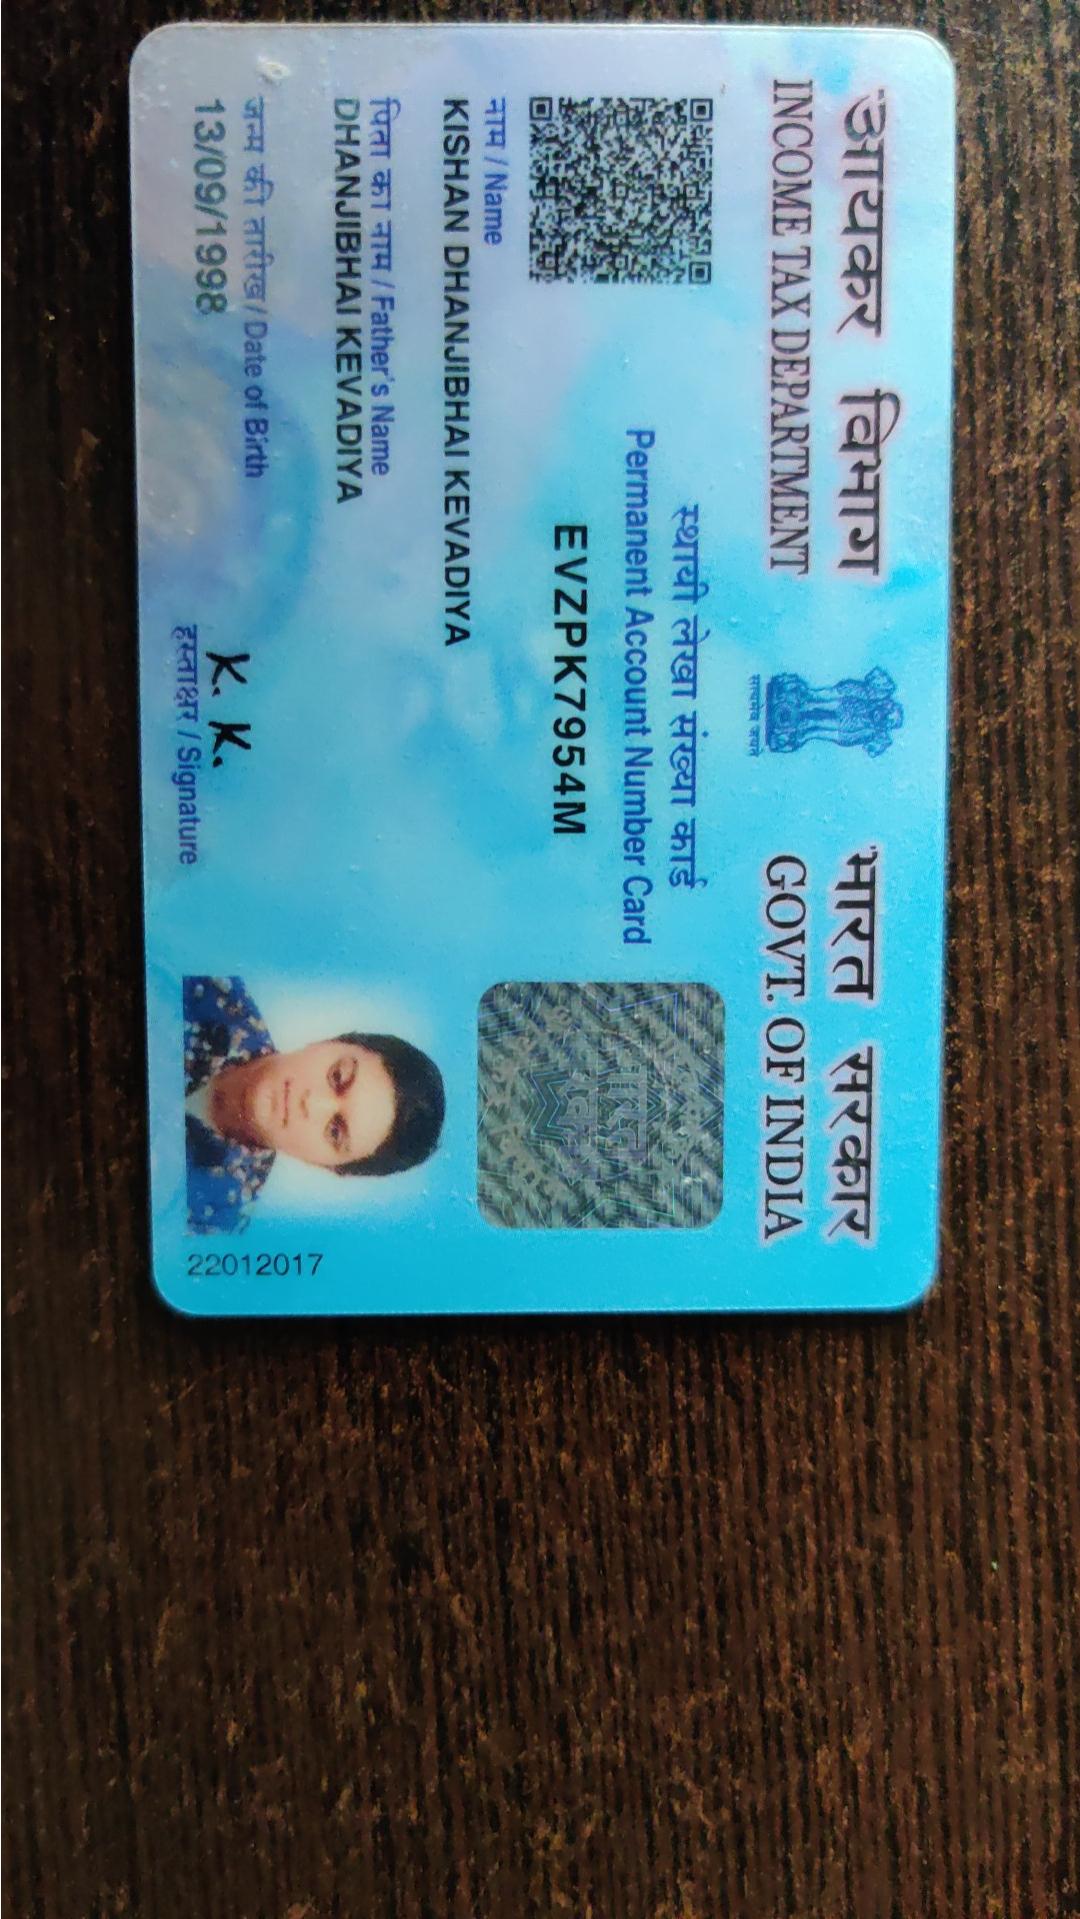 आयकर विभाग
INCOME TAX DEPARTMENT
सत्यमेव जयते
भारत सरकार
GOVT. OF INDIA
स्थायी लेखा संख्या कार्ड
Permanent Account Number Card
EVZPK7954M
नाम / Name
KISHAN DHANJIBHAI KEVADIYA
पिता का नाम / Father's Name
DHANJIBHAI KEVADIYA
जन्म की तारीख / Date of Birth
13/09/1998
K. K.
हस्ताक्षर / Signature
22012017